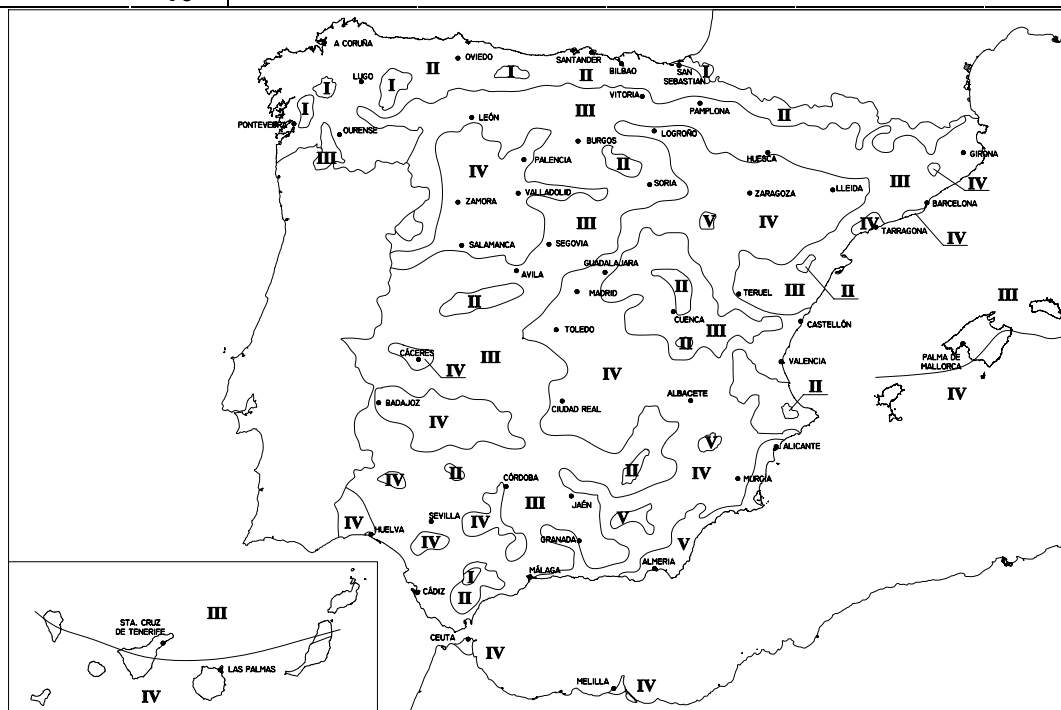 A CORUÑA
OVIEDO
SANTANDER
BILBAO
SAN
SEBASTIAN
I
II
I
II
LUGO
I
I
I
VITORIA
PAMPLONA
II
III
PONTEVEDRA
LEÓN
OURENSE
LOGROÑO
BURGOS
III
PALENCIA
II
HUESCA
GIRONA
IV
SORIA
III
IV
ZAMORA
VALLADOLID
ZARAGOZA
LLEIDA
BARCELONA
III
V
IV
IV
TARRAGONA
IV
SALAMANCA
SEGOVIA
AVILA
GUADALAJARA
MADRID
II
TERUEL
III
II
III
II
CUENCA
CASTELLÓN
TOLEDO
III
II
PALMA DE
MALLORCA
CÁCERES
IV
III
IV
VALENCIA
II
IV
BADAJOZ
IV
CIUDAD REAL
ALBACETE
V
ALICANTE
IV
II
CÓRDOBA
II
IV
MURCIA
III
JAÉN
IV
HUELVA
SEVILLA
IV
IV
V
GRANADA
V
ALMERIA
MÁLAGA
I
CÁDIZ
II
CEUTA
IV
MELILLA
IV
III
STA. CRUZ
DE TENERIFE
LAS PALMAS
IV